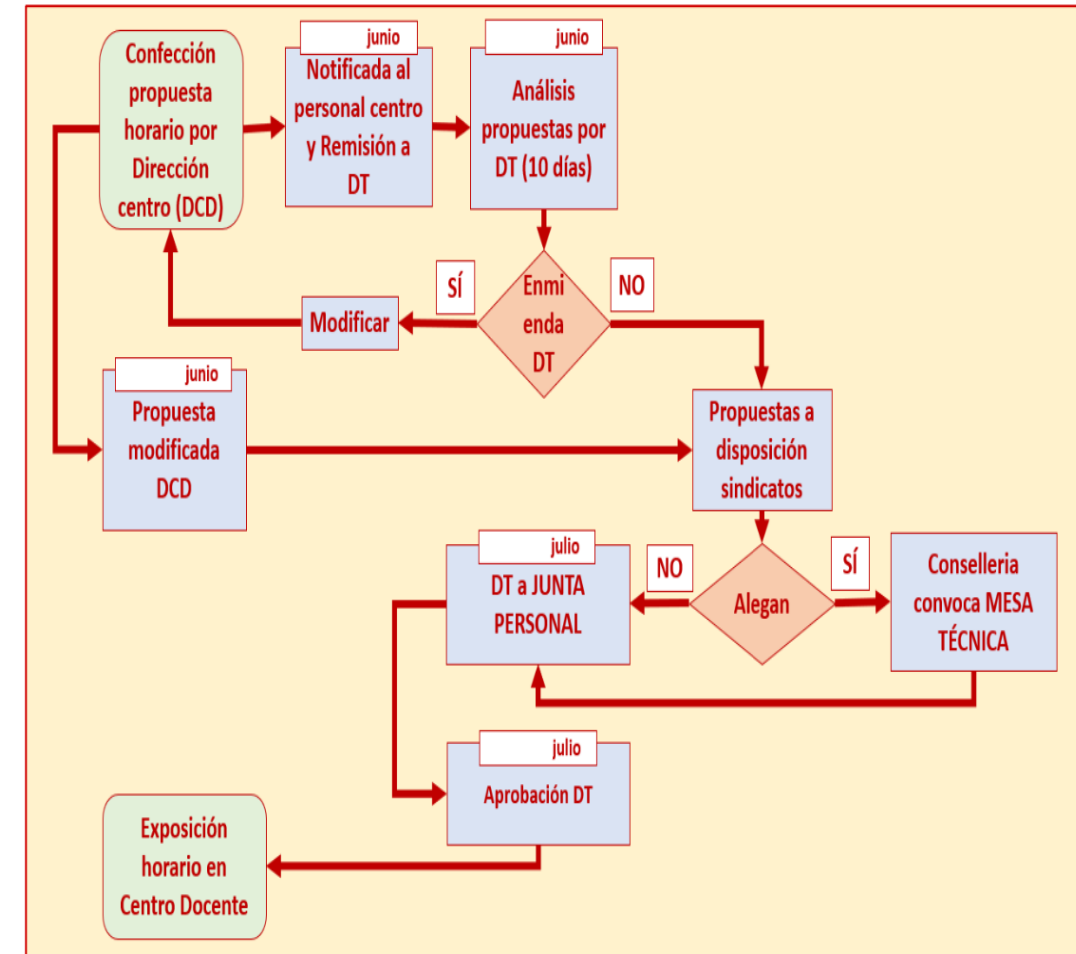 Confección
propuesta
horario por
Dirección
centro (DCD)
junio
Notificada al
personal centro
y Remisión a
DT
junio
Análisis
propuestas por
DT (10 días)
SÍ
Enmi
enda
DT
NO
Modificar
junio
Propuesta
modificada
DCD
Propuestas a
disposición
sindicatos
julio
DT a JUNTA
PERSONAL
NO
Alegan
SÍ
Conselleria
convoca MESA
TÉCNICA
julio
Aprobación DT
Exposición
horario en
Centro Docente